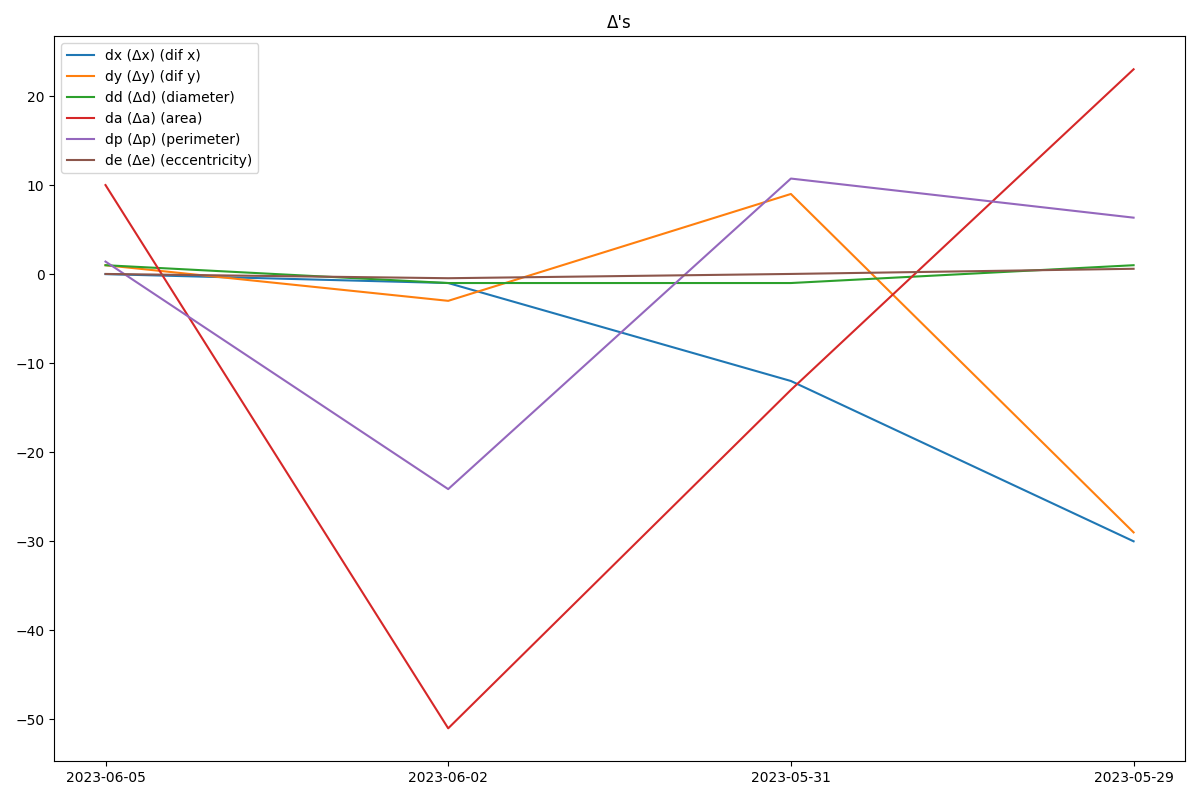 Δ's
dx (Δx) (dif x)
dy (Δy) (dif y)
dd (Δd) (diameter)
da (Δa) (area)
dp (Δp) (perimeter)
de (Δe) (eccentricity)
20
10
0
−10
−20
−30
−40
−50
2023-06-05 2023-06-02 2023-05-31 2023-05-29